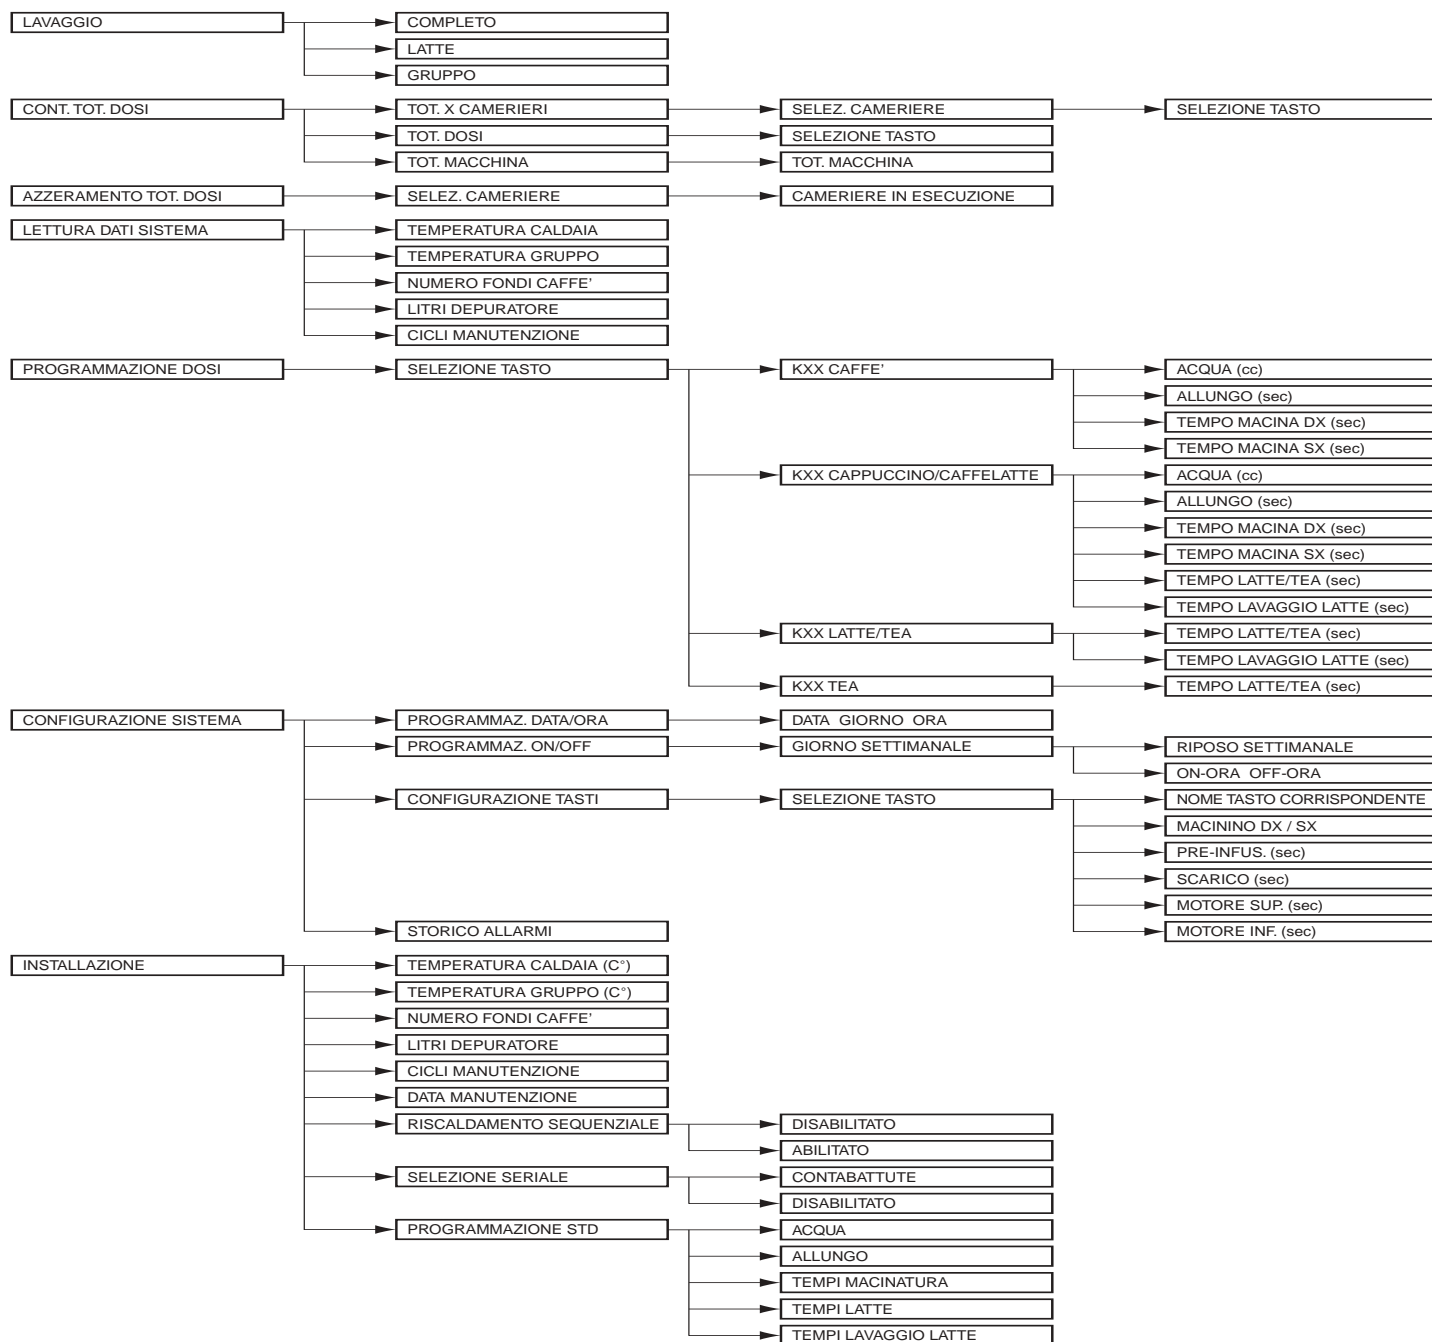 LAVAGGIO COMPLETO
LATTE
GRUPPO
CONT. TOT. DOSI TOT. X CAMERIERI SELEZ. CAMERIERE SELEZIONE TASTO
TOT. DOSI SELEZIONE TASTO
TOT. MACCHINA TOT. MACCHINA
AZZERAMENTO TOT. DOSI SELEZ. CAMERIERE CAMERIERE IN ESECUZIONE
LETTURA DATI SISTEMA TEMPERATURA CALDAIA
TEMPERATURA GRUPPO
NUMERO FONDI CAFFE'
LITRI DEPURATORE
CICLI MANUTENZIONE
PROGRAMMAZIONE DOSI SELEZIONE TASTO KXX CAFFE' ACQUA (cc)
ALLUNGO (sec)
TEMPO MACINA DX (sec)
TEMPO MACINA SX (sec)
KXX CAPPUCCINO/CAFFELATTE ACQUA (cc)
ALLUNGO (sec)
TEMPO MACINA DX (sec)
TEMPO MACINA SX (sec)
TEMPO LATTE/TEA (sec)
TEMPO LAVAGGIO LATTE (sec)
KXX LATTE/TEA TEMPO LATTE/TEA (sec)
TEMPO LAVAGGIO LATTE (sec)
KXX TEA TEMPO LATTE/TEA (sec)
CONFIGURAZIONE SISTEMA PROGRAMMAZ. DATA/ORA DATA GIORNO ORA
PROGRAMMAZ. ON/OFF GIORNO SETTIMANALE RIPOSO SETTIMANALE
ON-ORA OFF-ORA
CONFIGURAZIONE TASTI SELEZIONE TASTO NOME TASTO CORRISPONDENTE
MACININO DX / SX
PRE-INFUS. (sec)
SCARICO (sec)
MOTORE SUP. (sec)
STORICO ALLARMI MOTORE INF. (sec)
INSTALLAZIONE TEMPERATURA CALDAIA (C°)
TEMPERATURA GRUPPO (C°)
NUMERO FONDI CAFFE'
LITRI DEPURATORE
CICLI MANUTENZIONE
DATA MANUTENZIONE
RISCALDAMENTO SEQUENZIALE DISABILITATO
ABILITATO
SELEZIONE SERIALE CONTABATTUTE
DISABILITATO
PROGRAMMAZIONE STD ACQUA
ALLUNGO
TEMPI MACINATURA
TEMPI LATTE
TEMPI LAVAGGIO LATTE